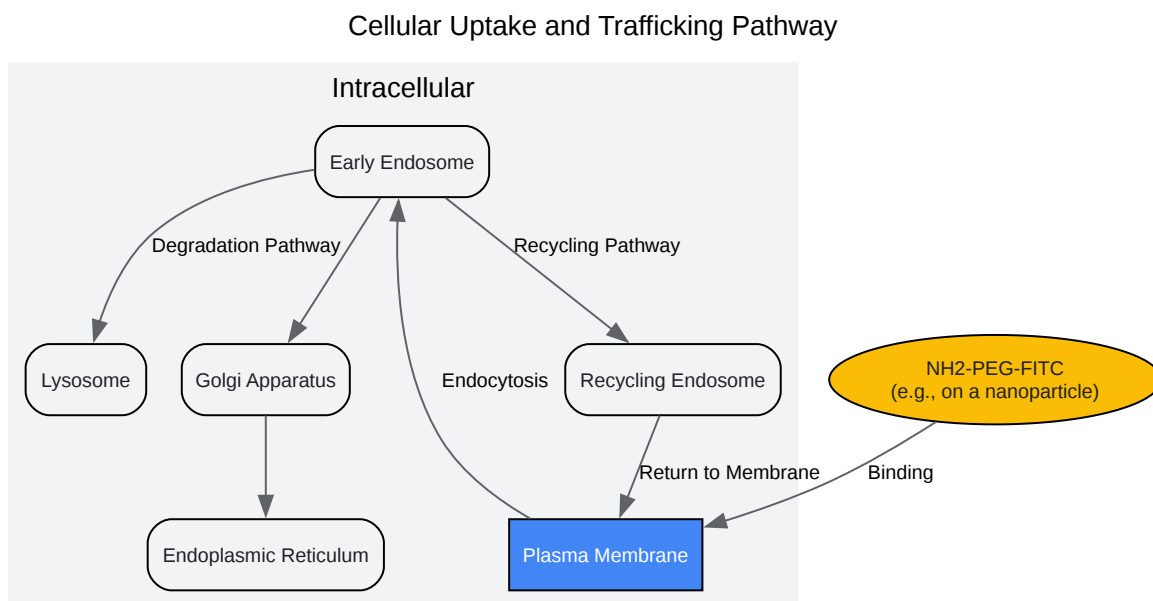 Cellular Uptake and Trafficking Pathway
Intracellular
Early Endosome
Degradation Pathway
Recycling Pathway
Lysosome
Golgi Apparatus
Endocytosis
Recycling Endosome
NH2-PEG-FITC
(e.g., on a nanoparticle)
Return to Membrane
Binding
Endoplasmic Reticulum
Plasma Membrane